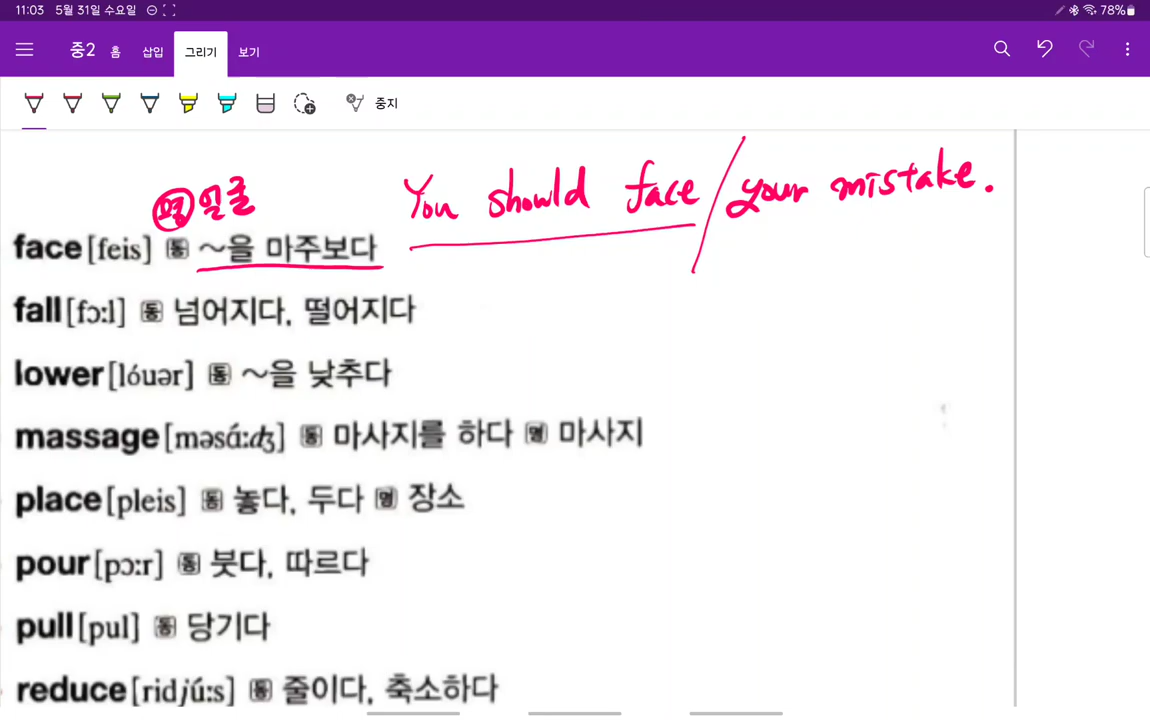 11:03 5월 31일 수요일 78%
중2 홈 삽입 그리기 보기
중지
명 얼굴 You should face / your mistake.
face [feis] 동 ~을 마주보다
fall [fɔːl] 동 넘어지다, 떨어지다
lower [lóuər] 동 ~을 낮추다
massage [məsɑ́ːʤ] 동 마사지를 하다 명 마사지
place [pleis] 동 놓다, 두다 명 장소
pour [pɔːr] 동 붓다, 따르다
pull [pul] 동 당기다
reduce [ridjúːs] 동 줄이다, 축소하다